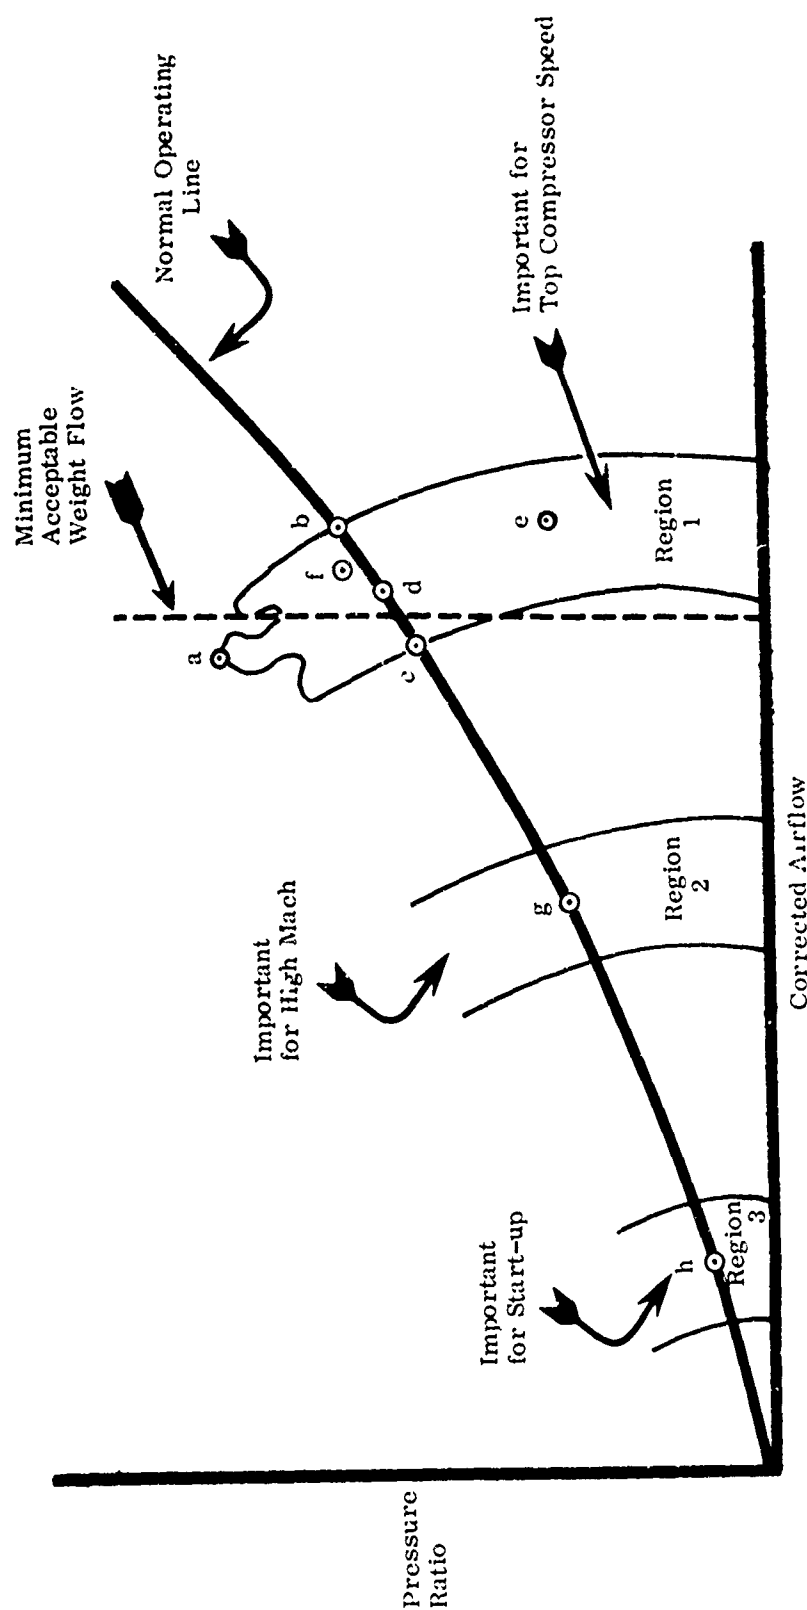 Pressure
Ratio
Corrected Airflow
Normal Operating
Line
Minimum
Acceptable
Weight Flow
Important for
Top Compressor Speed
Important
for High Mach
Important
for Start-up
a
b
c
d
e
f
g
h
Region
1
Region
2
Region
3